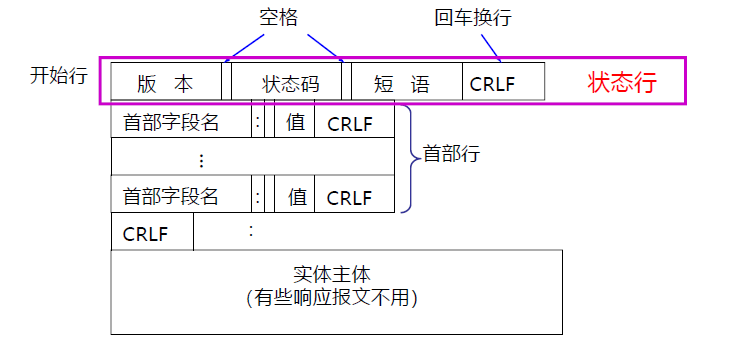 空格 回车换行
开始行 版 本 状态码 短 语 CRLF 状态行
首部字段名 : 值 CRLF
⋮ 首部行
首部字段名 : 值 CRLF
CRLF :
实体主体
（有些响应报文不用）